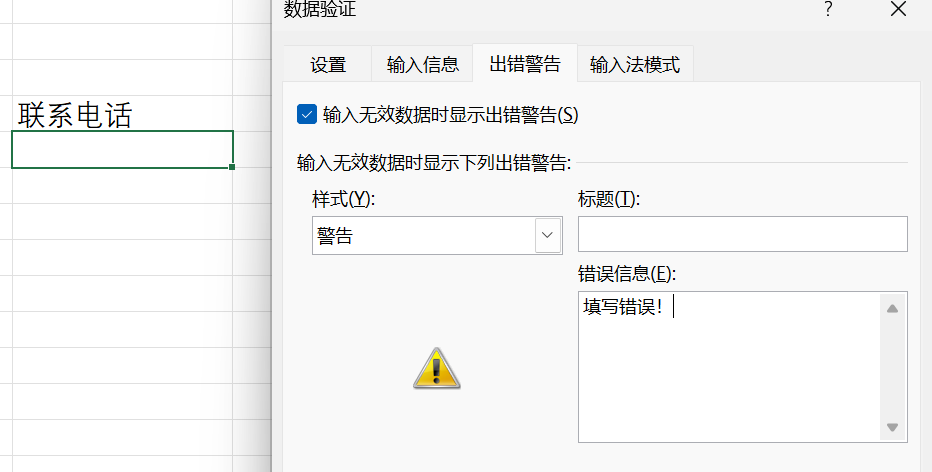 数据验证
设置
输入信息
出错警告
输入法模式
联系电话
输入无效数据时显示出错警告(S)
输入无效数据时显示下列出错警告:
样式(Y):
标题(T):
警告
错误信息(E):
填写错误!